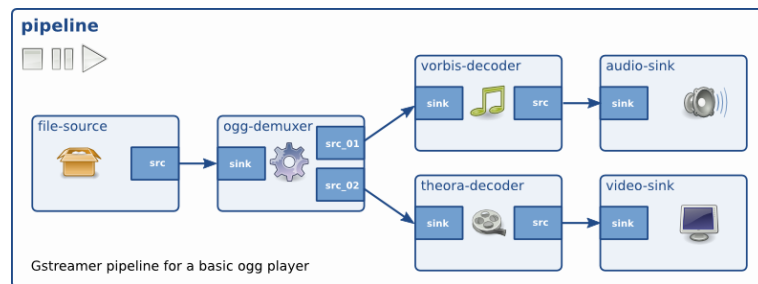 pipeline
file-source
src
ogg-demuxer
sink
src_01
src_02
vorbis-decoder
sink
src
audio-sink
sink
theora-decoder
sink
src
video-sink
sink
Gstreamer pipeline for a basic ogg player